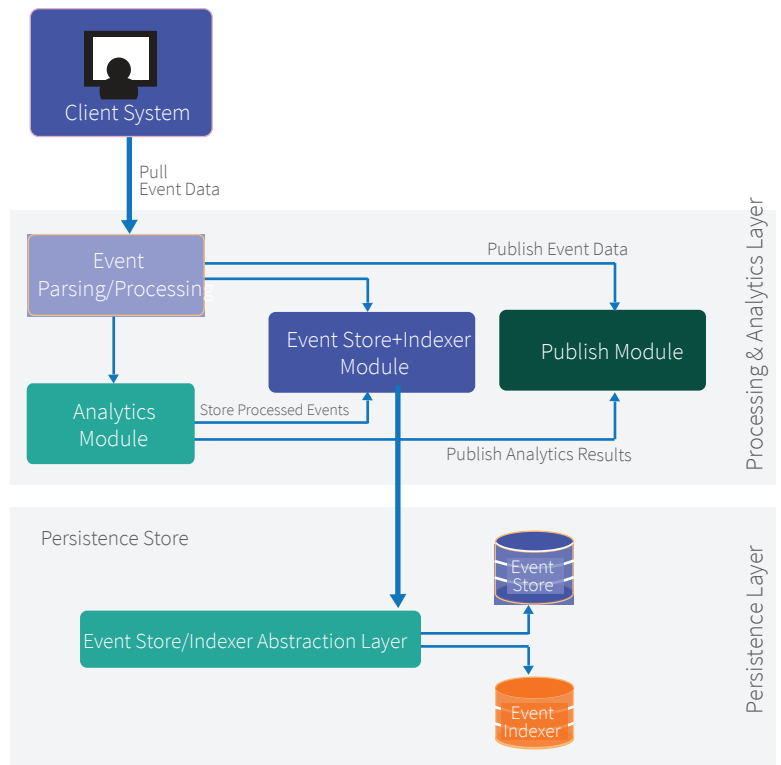 Client System
Pull
Event Data
Processing & Analytics Layer
Publish Event Data
Event
Parsing/Processing
Event Store+Indexer
Module
Publish Module
Analytics
Module
Store Processed Events
Publish Analytics Results
Persistence Store
Persistence Layer
Event
Store
Event Store/Indexer Abstraction Layer
Event
Indexer